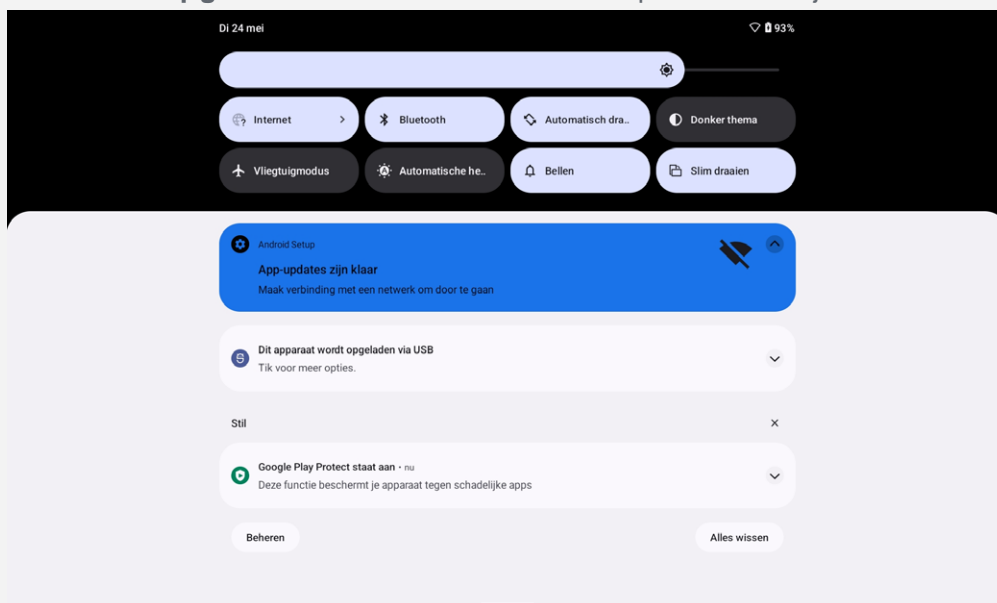 Di 24 mei
93%
Internet
Bluetooth
Automatisch dra..
Donker thema
Vliegtuigmodus
Automatische he..
Bellen
Slim draaien
Android Setup
App-updates zijn klaar
Maak verbinding met een netwerk om door te gaan
Dit apparaat wordt opgeladen via USB
Tik voor meer opties.
Stil
Google Play Protect staat aan • nu
Deze functie beschermt je apparaat tegen schadelijke apps
Beheren
Alles wissen